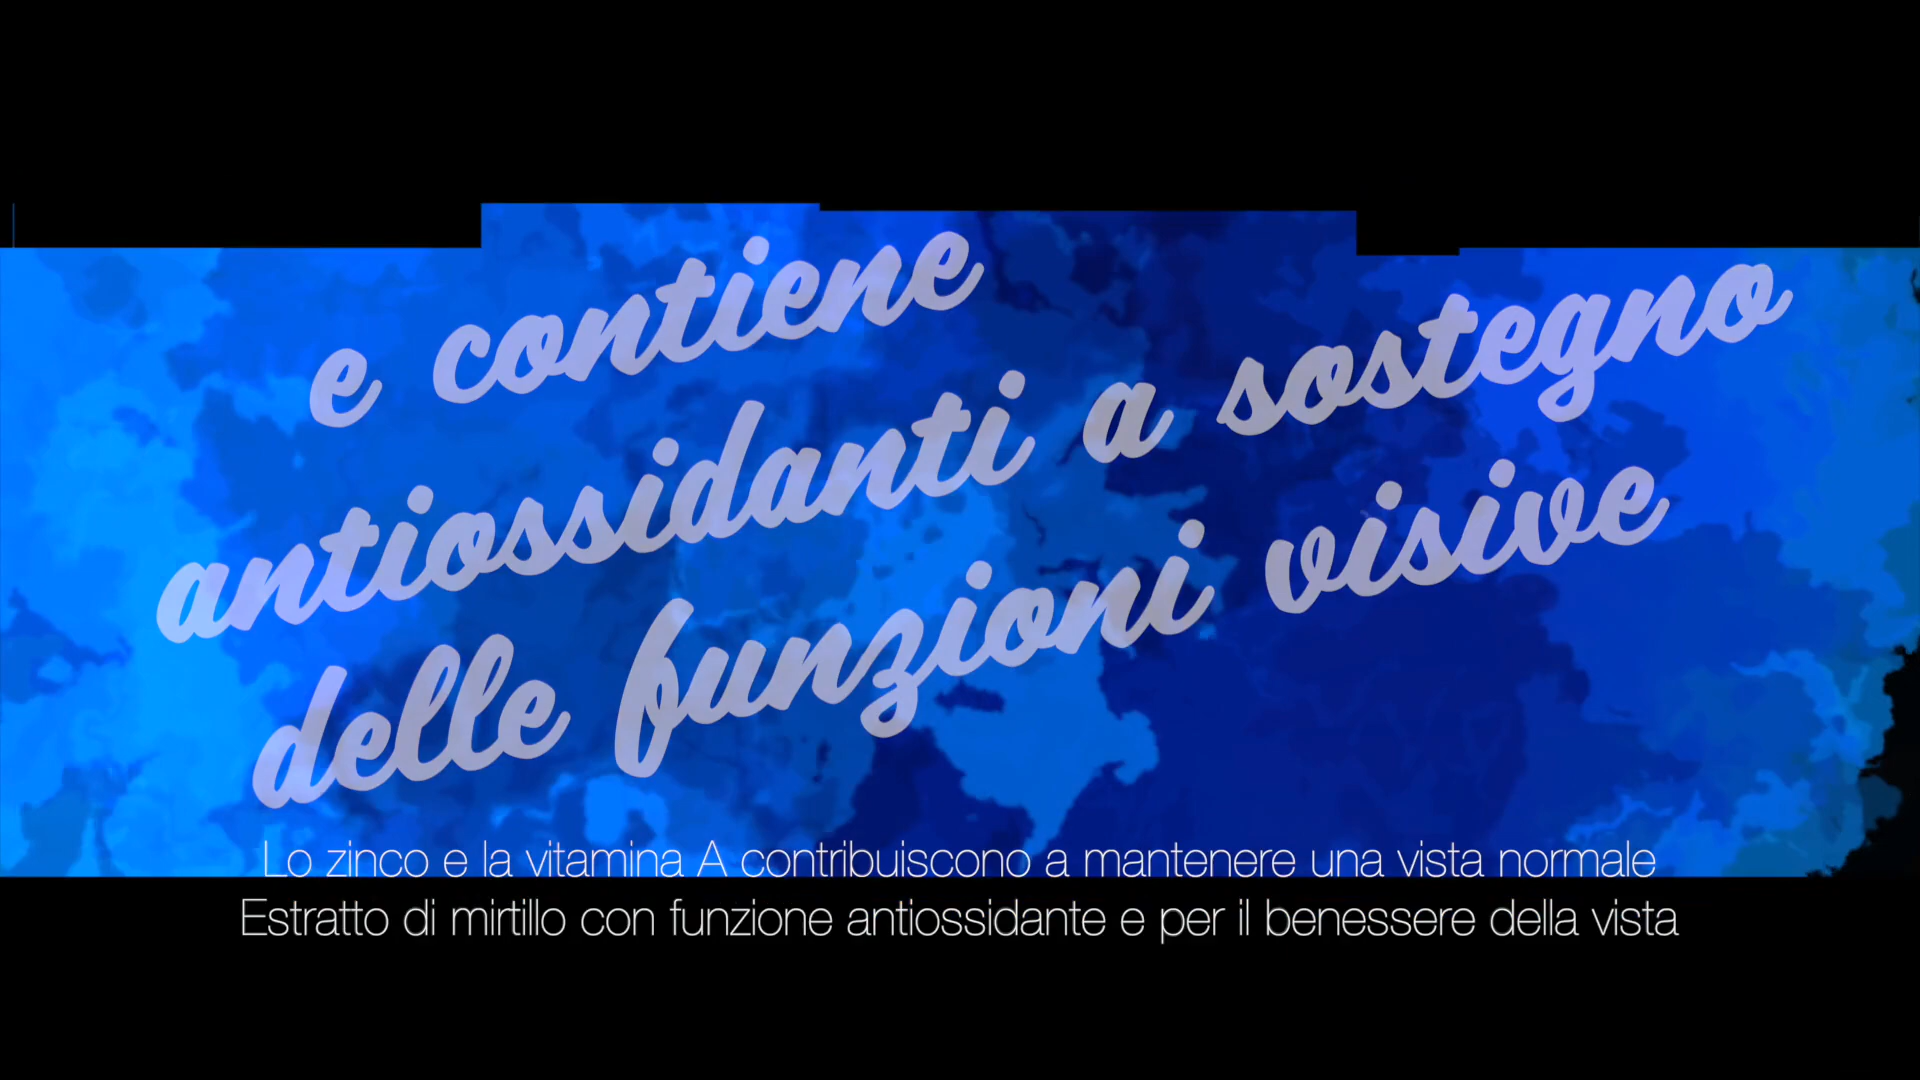 e contiene
antiossidanti a sostegno
delle funzioni visive
Lo zinco e la vitamina A contribuiscono a mantenere una vista normale
Estratto di mirtillo con funzione antiossidante e per il benessere della vista